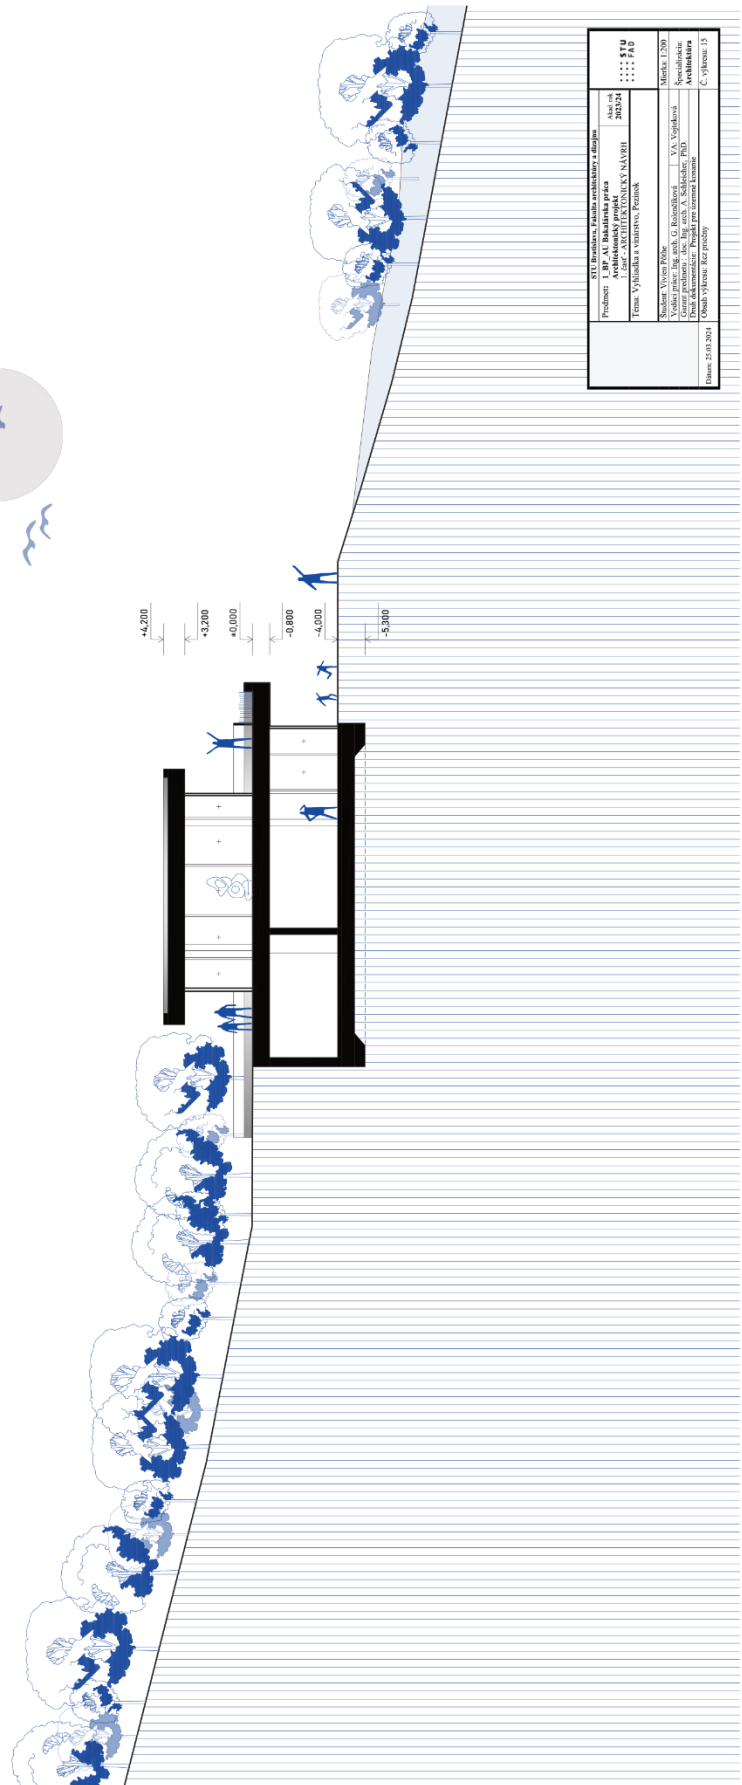 +4,200
+3,200
±0,000
-0,800
-4,000
-5,300
STU Bratislava, Fakulta architektúry a dizajnu
Predmet: 1_BP_AU Bakalárska práca
Architektonický projekt
1. časť - ARCHITEKTONICKÝ NÁVRH
Akad. rok
2023/24
STU
FAD
Téma: Vyhliadka a vinárstvo, Pezinok
Študent: Vivien Pőthe
Mierka: 1:200
Vedúci práce: Ing. arch. G. Rolenčíková V.A: Vojteková
Garant predmetu : doc. Ing. arch. A. Schleicher, PhD.
Špecializácia:
Architektúra
Druh dokumentácie: Projekt pre územné konanie
Dátum: 25.03.2024
Obsah výkresu: Rez priečny
Č. výkresu: 15